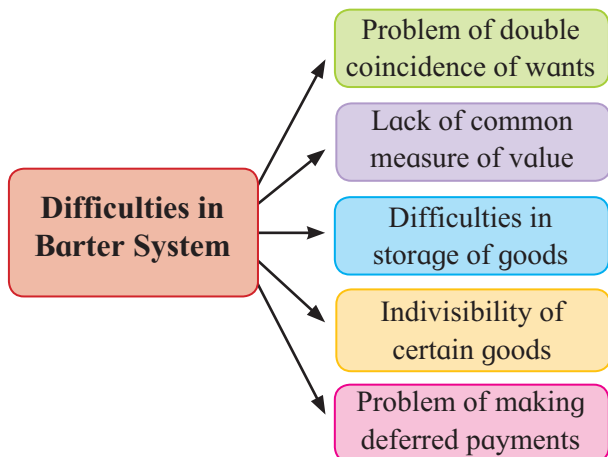 Difficulties in
Barter System
Problem of double
coincidence of wants
Lack of common
measure of value
Difficulties in
storage of goods
Indivisibility of
certain goods
Problem of making
deferred payments